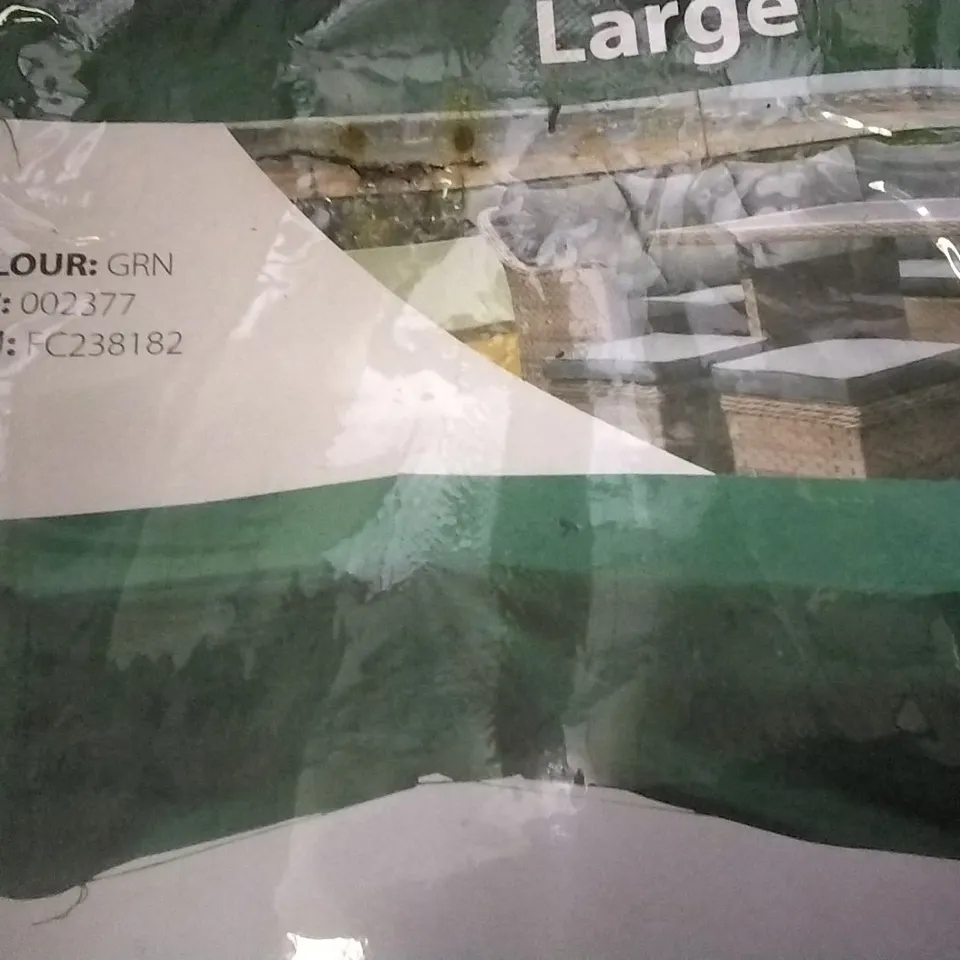 Large
LOUR: GRN
: 002377
: FC238182